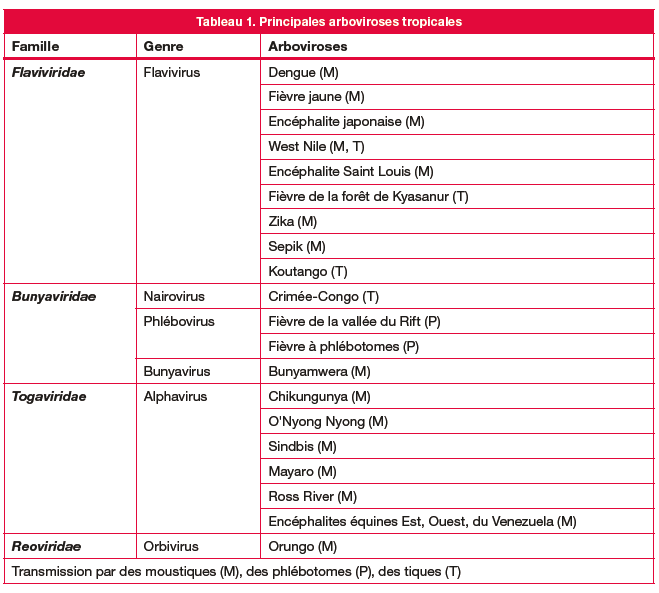 Tableau 1. Principales arboviroses tropicales
Famille Genre Arboviroses
Flaviviridae Flavivirus Dengue (M)
Fièvre jaune (M)
Encéphalite japonaise (M)
West Nile (M, T)
Encéphalite Saint Louis (M)
Fièvre de la forêt de Kyasanur (T)
Zika (M)
Sepik (M)
Koutango (T)
Bunyaviridae Nairovirus Crimée-Congo (T)
Phlébovirus Fièvre de la vallée du Rift (P)
Fièvre à phlébotomes (P)
Bunyavirus Bunyamwera (M)
Togaviridae Alphavirus Chikungunya (M)
O'Nyong Nyong (M)
Sindbis (M)
Mayaro (M)
Ross River (M)
Encéphalites équines Est, Ouest, du Venezuela (M)
Reoviridae Orbivirus Orungo (M)
Transmission par des moustiques (M), des phlébotomes (P), des tiques (T)